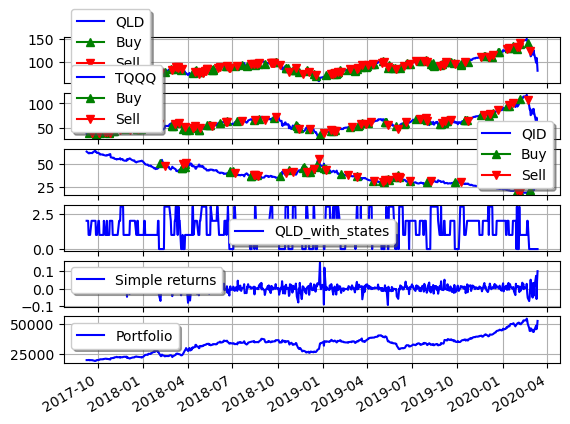 QLD
Buy
Sell
150
100
TQQQ
Buy
Sell
100
50
QID
Buy
Sell
50
25
QLD_with_states
2.5
0.0
Simple returns
0.1
0.0
−0.1
Portfolio
50000
25000
2017-10
2018-01
2018-04
2018-07
2018-10
2019-01
2019-04
2019-07
2019-10
2020-01
2020-04